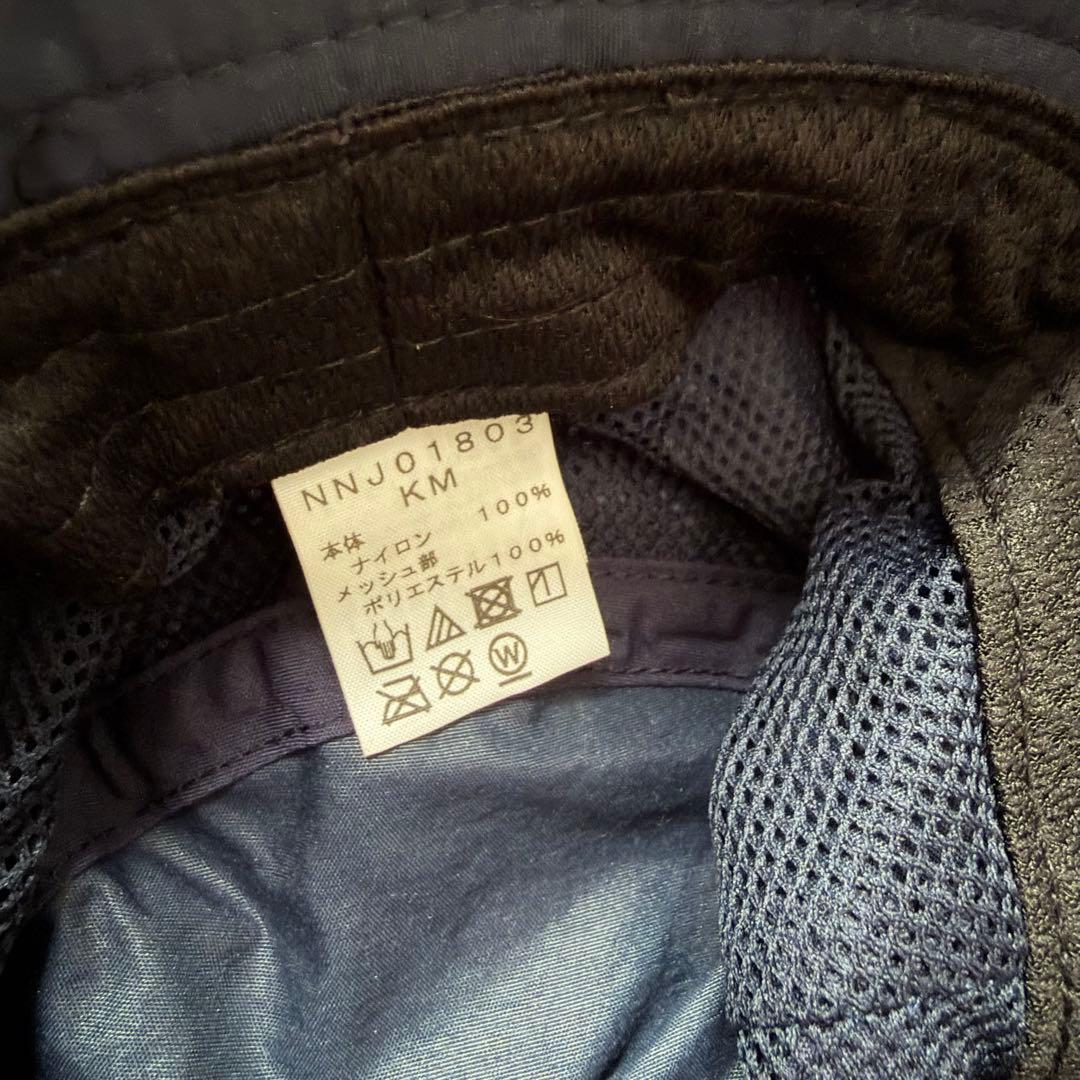 NNJ01803
KM
本体
ナイロン 100%
メッシュ部
ポリエステル100%
W